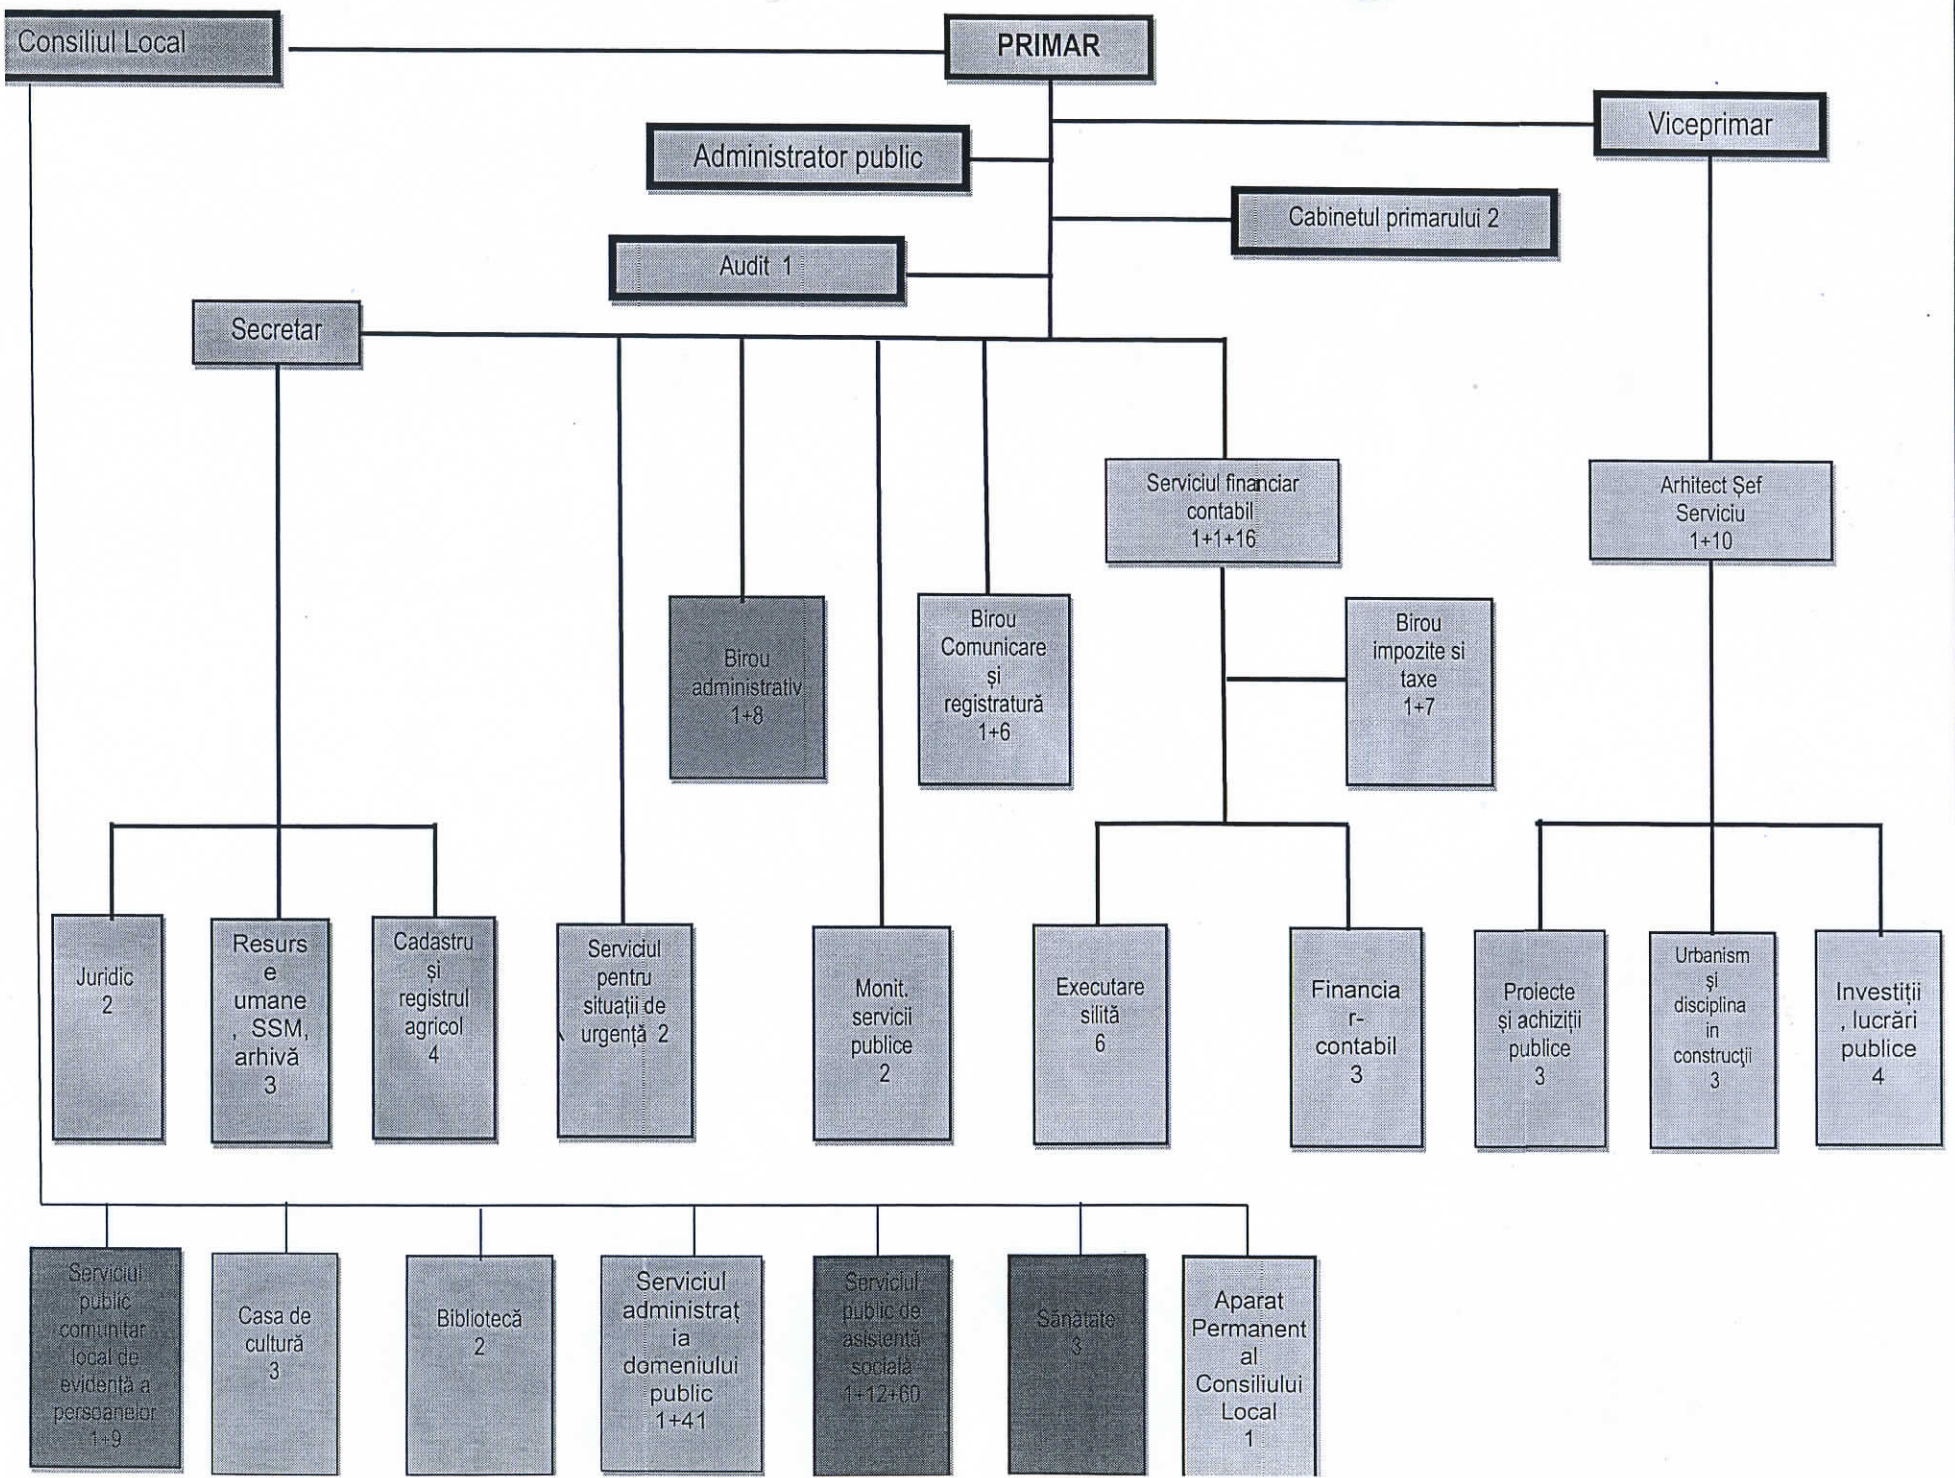 Consiliul Local
PRIMAR
Viceprimar
Administrator public
Cabinetul primarului 2
Audit 1
Secretar
Serviciul financiar
contabil
1+1+16
Arhitect Șef
Serviciu
1+10
Birou
administrativ
1+8
Birou
Comunicare
și
registratură
1+6
Birou
impozite si
taxe
1+7
Juridic
2
Resurs
e
umane
, SSM,
arhivă
3
Cadastru
și
registrul
agricol
4
Serviciul
pentru
situații de
urgență 2
Monit.
servicii
publice
2
Executare
silită
6
Financia
r-
contabil
3
Proiecte
și achiziții
publice
3
Urbanism
și
disciplina
in
construcții
3
Investiții
, lucrări
publice
4
Serviciul
public
comunitar
local de
evidență a
persoanelor
1+9
Casa de
cultură
3
Bibliotecă
2
Serviciul
administraț
ia
domeniului
public
1+41
Serviciul
public de
asistență
socială
1+12+60
Sănătate
3
Aparat
Permanent
al
Consiliului
Local
1